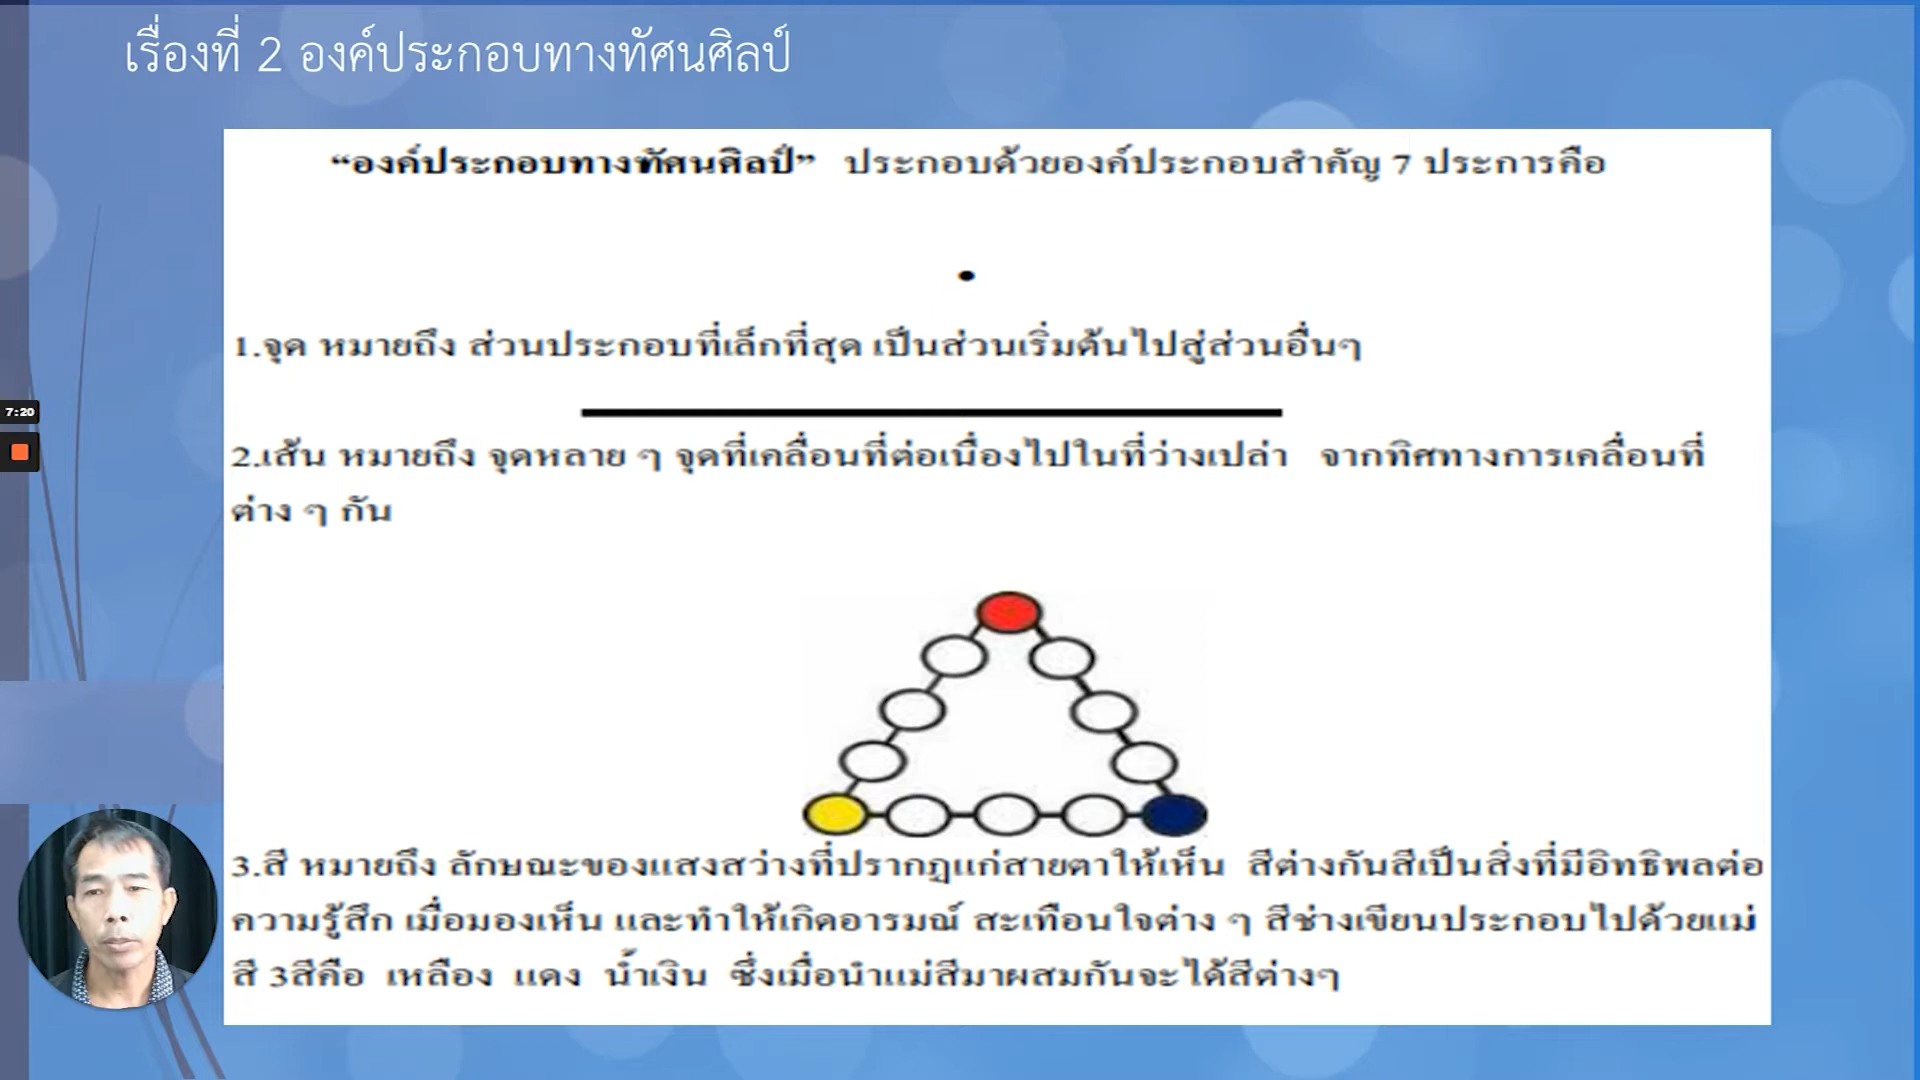 เรื่องที่ 2 องค์ประกอบทางทัศนศิลป์
“องค์ประกอบทางทัศนศิลป์” ประกอบด้วยองค์ประกอบสำคัญ 7 ประการคือ
1.จุด หมายถึง ส่วนประกอบที่เล็กที่สุด เป็นส่วนเริ่มต้นไปสู่ส่วนอื่นๆ
7:20
2.เส้น หมายถึง จุดหลาย ๆ จุดที่เคลื่อนที่ต่อเนื่องไปในที่ว่างเปล่า จากทิศทางการเคลื่อนที่
ต่าง ๆ กัน
3.สี หมายถึง ลักษณะของแสงสว่างที่ปรากฏแก่สายตาให้เห็น สีต่างกันสีเป็นสิ่งที่มีอิทธิพลต่อ
ความรู้สึก เมื่อมองเห็น และทำให้เกิดอารมณ์ สะเทือนใจต่าง ๆ สีช่างเขียนประกอบไปด้วยแม่
สี 3สีคือ เหลือง แดง น้ำเงิน ซึ่งเมื่อนำแม่สีมาผสมกันจะได้สีต่างๆ